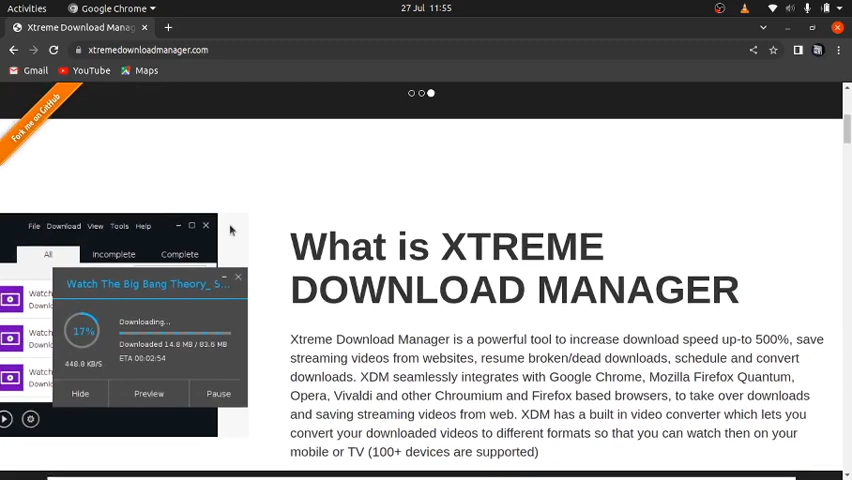 Activities
Google Chrome
27 Jul 11:55
Xtreme Download Manag
xtremedownloadmanager.com
Gmail
YouTube
Maps
Fork me on GitHub
File Download View Tools Help
All Incomplete Complete
Watch The Big Bang Theory_ S...
Watch
Downloading...
17%
Downloaded 14.8 MB / 83.6 MB
Watch
ETA 00:02:54
448.8 KB/S
Watch
Hide Preview Pause
What is XTREME
DOWNLOAD MANAGER
Xtreme Download Manager is a powerful tool to increase download speed up-to 500%, save
streaming videos from websites, resume broken/dead downloads, schedule and convert
downloads. XDM seamlessly integrates with Google Chrome, Mozilla Firefox Quantum,
Opera, Vivaldi and other Chroumium and Firefox based browsers, to take over downloads
and saving streaming videos from web. XDM has a built in video converter which lets you
convert your downloaded videos to different formats so that you can watch then on your
mobile or TV (100+ devices are supported)